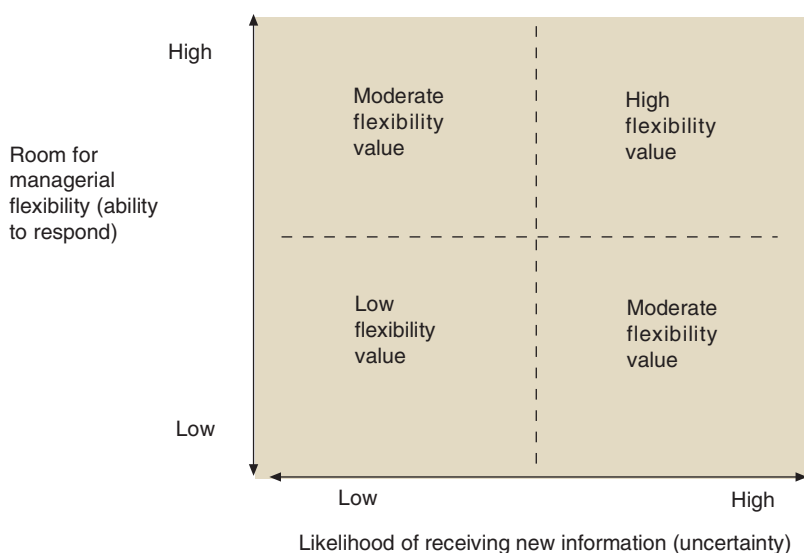 High
Moderate
flexibility
value
High
flexibility
value
Room for
managerial
flexibility (ability
to respond)
Low
flexibility
value
Moderate
flexibility
value
Low
Low
High
Likelihood of receiving new information (uncertainty)